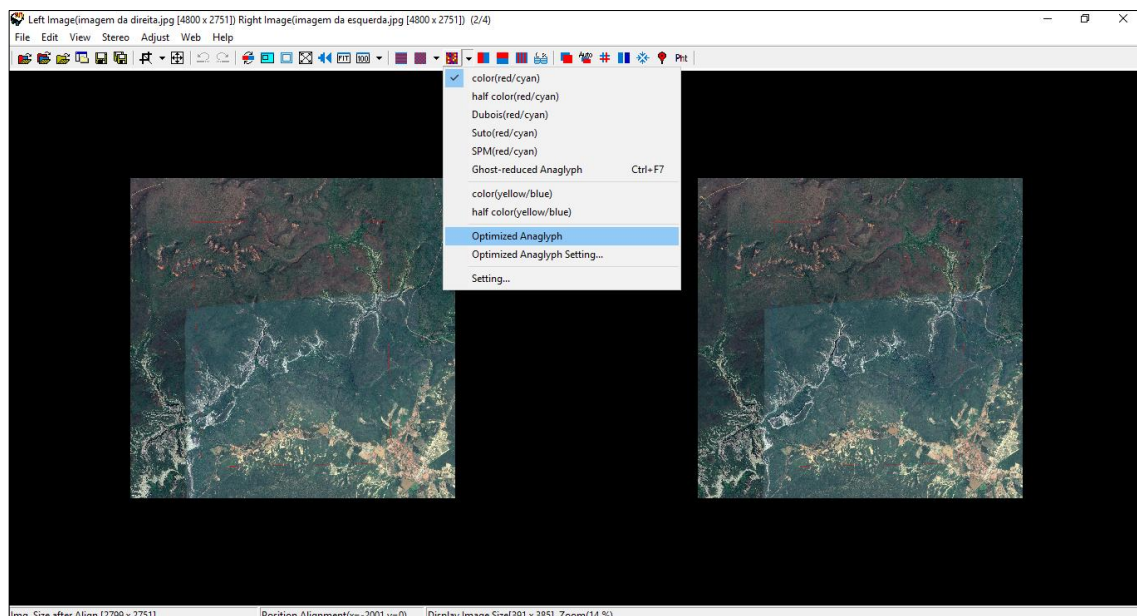 Left Image(imagem da direita.jpg [4800 x 2751]) Right Image(imagem da esquerda.jpg [4800 x 2751]) (2/4)
File Edit View Stereo Adjust Web Help
FIT 100 Auto Pht
color(red/cyan)
half color(red/cyan)
Dubois(red/cyan)
Suto(red/cyan)
SPM(red/cyan)
Ghost-reduced Anaglyph Ctrl+F7
color(yellow/blue)
half color(yellow/blue)
Optimized Anaglyph
Optimized Anaglyph Setting...
Setting...
Img. Size after Align [2799 x 2751] Position Alignment(x=-2001 y=0) Display Image Size[391 x 385] Zoom(14 %)